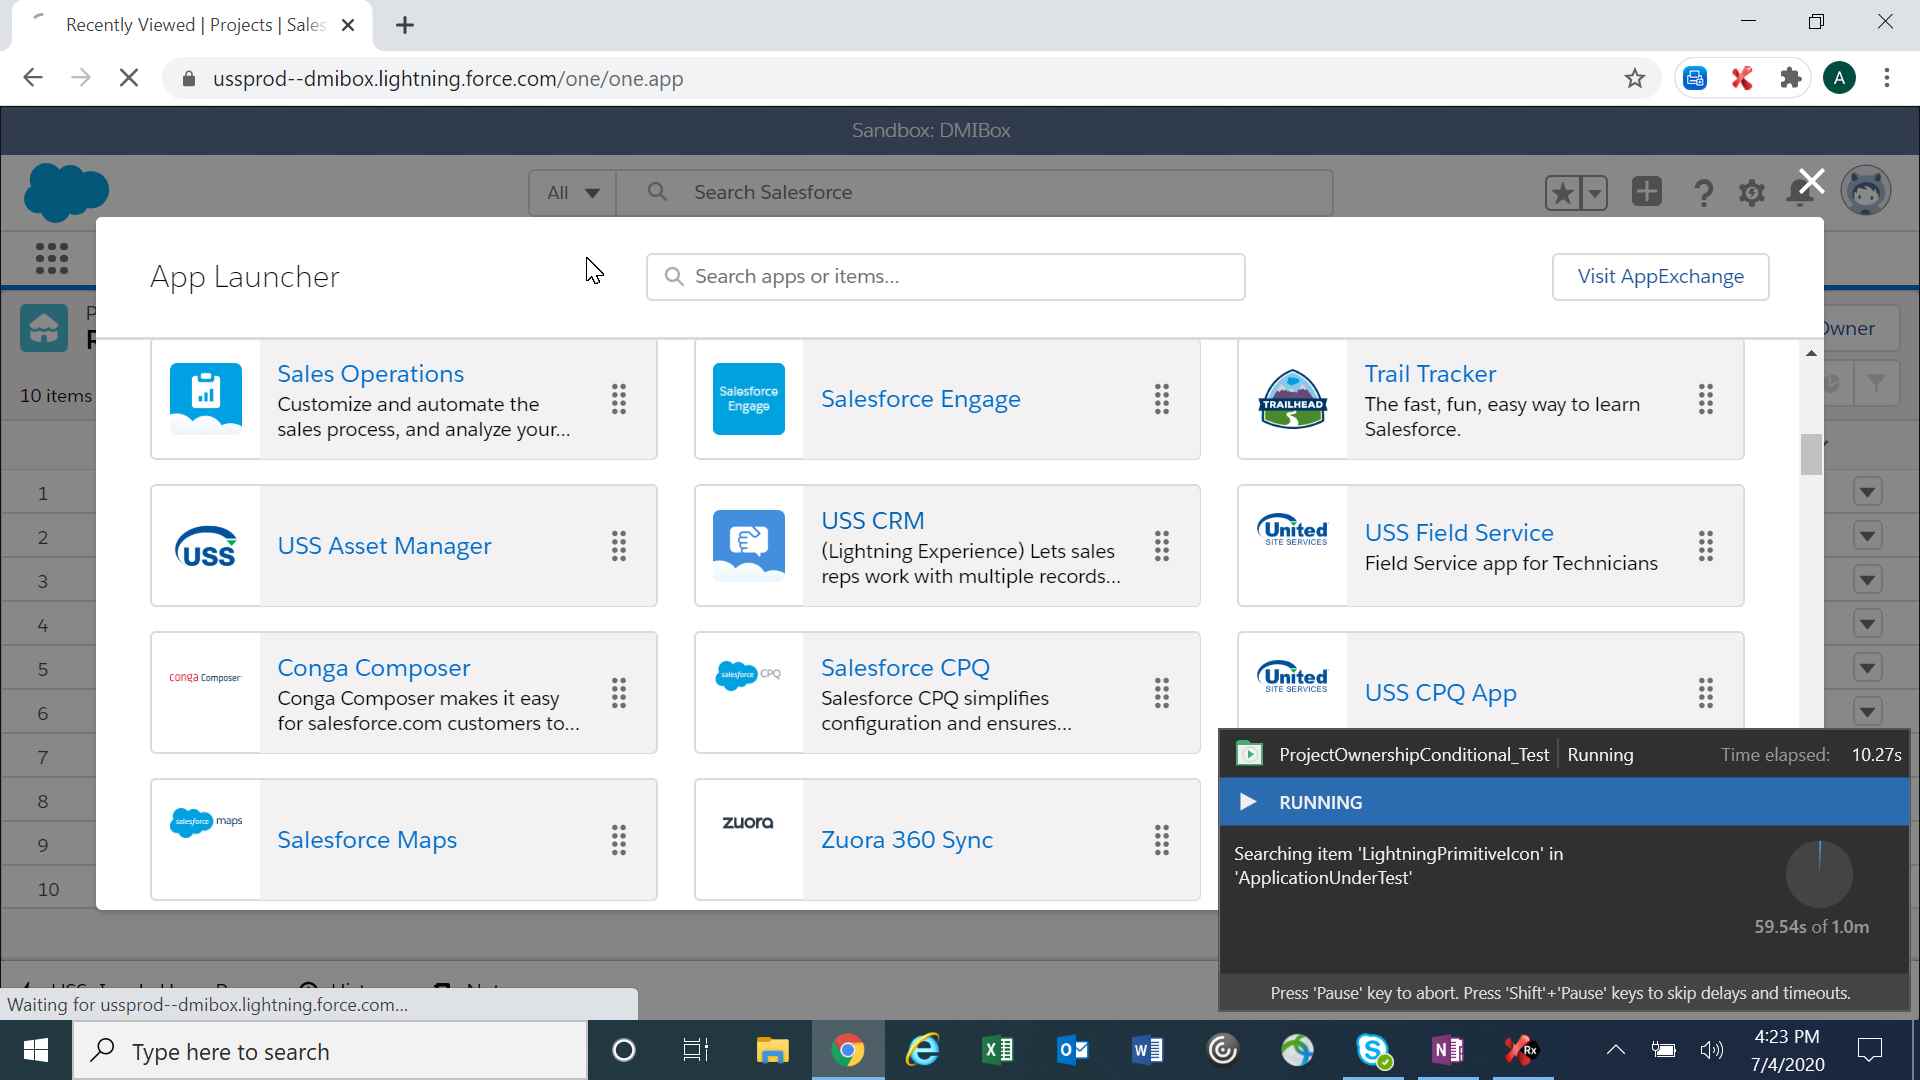 Recently Viewed | Projects | Sales
ussprod--dmibox.lightning.force.com/one/one.app
A
Sandbox: DMIBox
All
Search Salesforce
App Launcher
Search apps or items...
Visit AppExchange
Owner
10 items
Sales Operations
Customize and automate the
sales process, and analyze your...
Salesforce
Engage
Salesforce Engage
TRAILHEAD
Trail Tracker
The fast, fun, easy way to learn
Salesforce.
1
2
3
4
5
6
7
8
9
10
USS
USS Asset Manager
USS CRM
(Lightning Experience) Lets sales
reps work with multiple records...
United
SITE SERVICES
USS Field Service
Field Service app for Technicians
conga Composer
Conga Composer
Conga Composer makes it easy
for salesforce.com customers to...
salesforce CPQ
Salesforce CPQ
Salesforce CPQ simplifies
configuration and ensures...
United
SITE SERVICES
USS CPQ App
salesforce maps
Salesforce Maps
zuora
Zuora 360 Sync
ProjectOwnershipConditional_Test
Running
Time elapsed: 10.27s
RUNNING
Searching item 'LightningPrimitiveIcon' in
'ApplicationUnderTest'
59.54s of 1.0m
Press 'Pause' key to abort. Press 'Shift'+'Pause' keys to skip delays and timeouts.
Waiting for ussprod--dmibox.lightning.force.com...
Type here to search
4:23 PM
7/4/2020